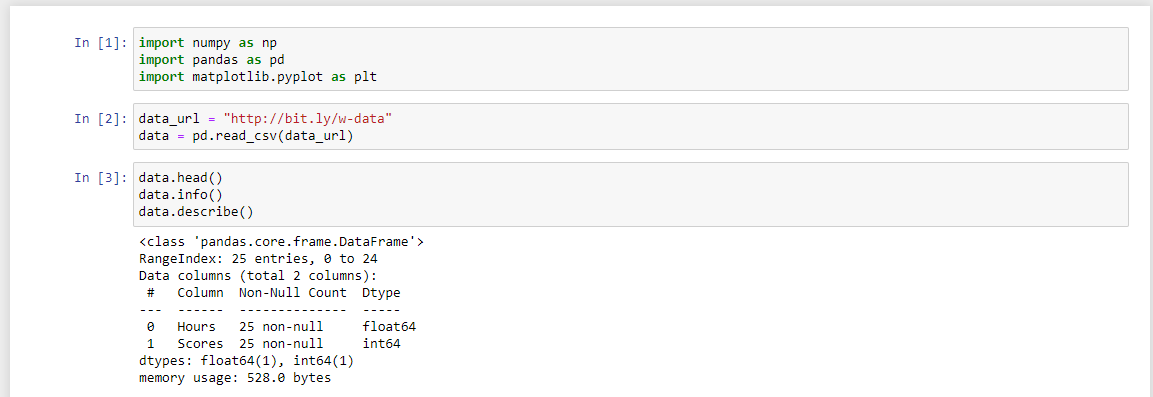 In [1]: import numpy as np
import pandas as pd
import matplotlib.pyplot as plt
In [2]: data_url = "http://bit.ly/w-data"
data = pd.read_csv(data_url)
In [3]: data.head()
data.info()
data.describe()
<class 'pandas.core.frame.DataFrame'>
RangeIndex: 25 entries, 0 to 24
Data columns (total 2 columns):
 #   Column  Non-Null Count  Dtype
---  ------  --------------  -----
 0   Hours   25 non-null     float64
 1   Scores  25 non-null     int64
dtypes: float64(1), int64(1)
memory usage: 528.0 bytes